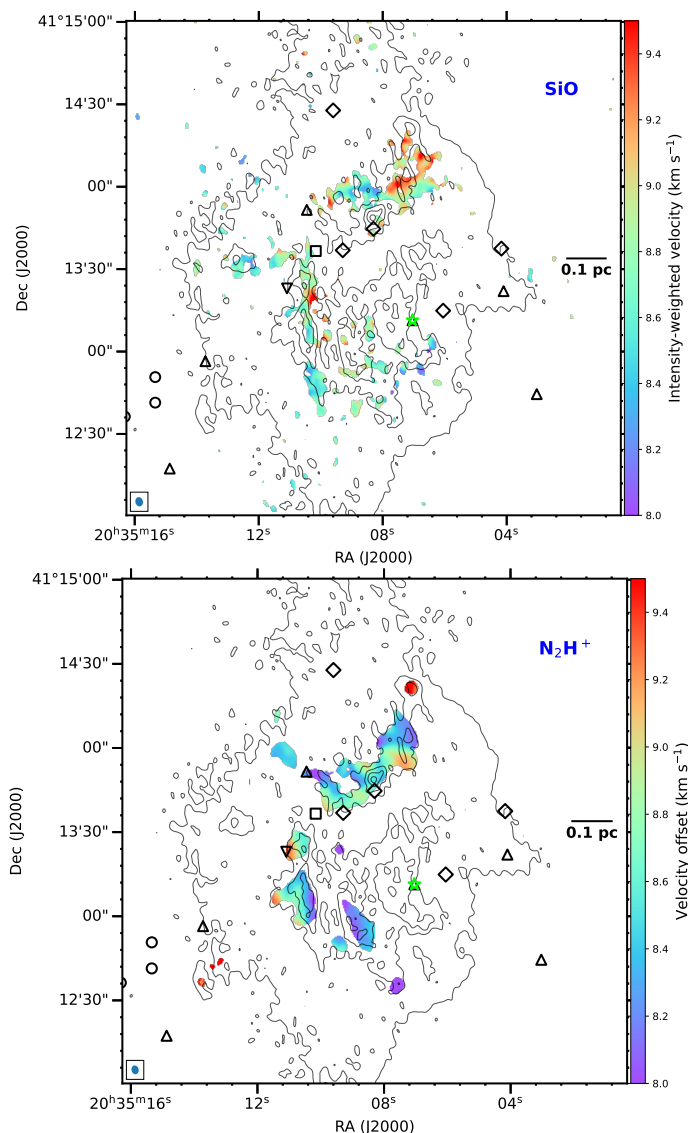 41°15'00"
14'30"
00"
13'30"
00"
12'30"
Dec (J2000)
SiO
0.1 pc
20ʰ35ᵐ16ˢ
12ˢ
08ˢ
04ˢ
RA (J2000)
9.4
9.2
9.0
8.8
8.6
8.4
8.2
8.0
Intensity-weighted velocity (km s⁻¹)
41°15'00"
14'30"
00"
13'30"
00"
12'30"
Dec (J2000)
N₂H⁺
0.1 pc
20ʰ35ᵐ16ˢ
12ˢ
08ˢ
04ˢ
RA (J2000)
9.4
9.2
9.0
8.8
8.6
8.4
8.2
8.0
Velocity offset (km s⁻¹)